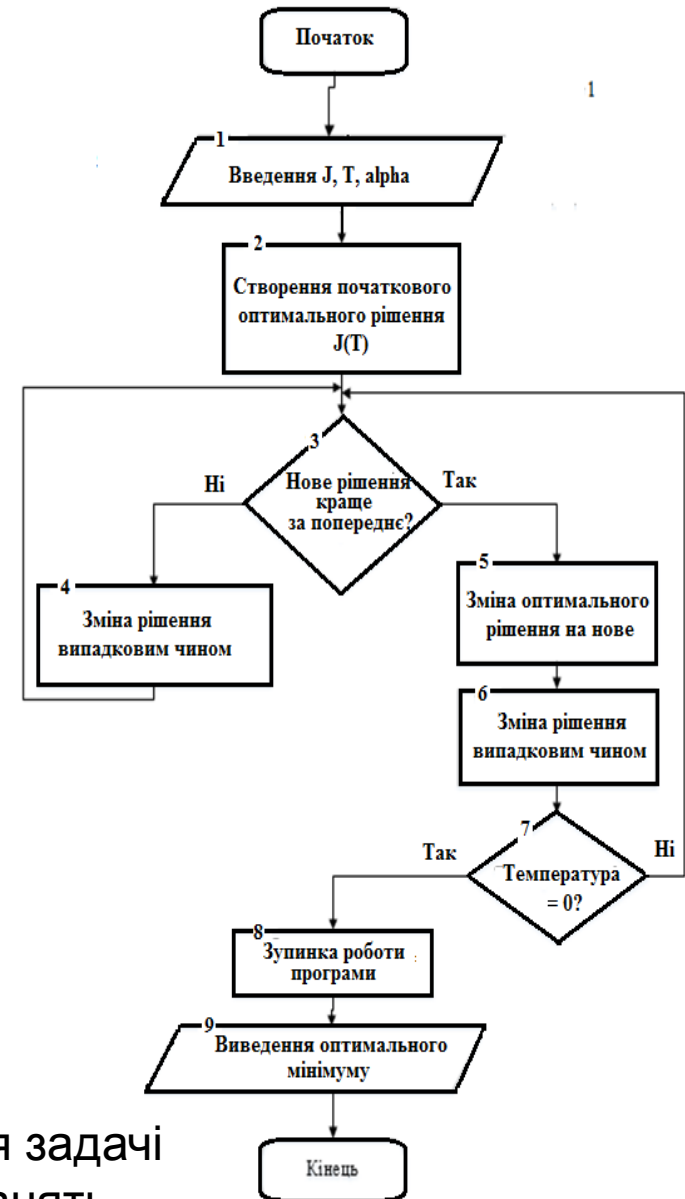 Початок
1
1
Введення J, T, alpha
2
Створення початкового
оптимального рішення
J(T)
3
Ні
Нове рішення
Так
краще
за попереднє?
4
Зміна рішення
випадковим чином
5
Зміна оптимального
рішення на нове
6
Зміна рішення
випадковим чином
7
Так
Ні
Температура
= 0?
8
Зупинка роботи
програми
9
Виведення оптимального
мінімуму
я задачі
Кінець